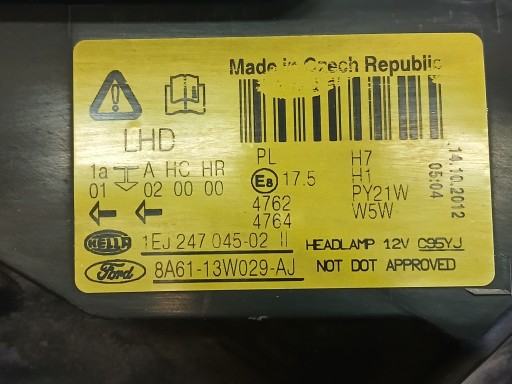 Made in Czech Republic
LHD
1a A HC HR
01 02 00 00
PL
E8 17.5
4762
4764
H7
H1
PY21W
W5W
14.10.2012
05:04
HELLA 1EJ 247 045-02 II
HEADLAMP 12V C95YJ
Ford 8A61-13W029-AJ
NOT DOT APPROVED